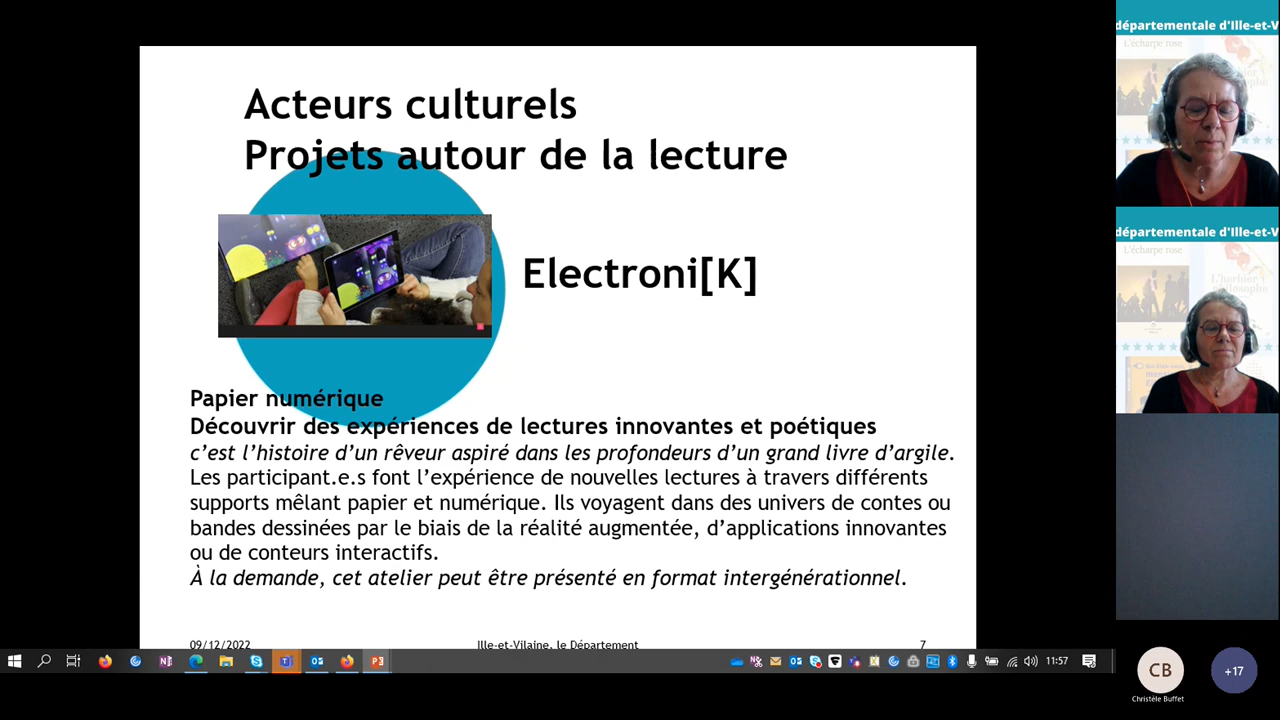 Acteurs culturels
Projets autour de la lecture
Electroni[K]
Papier numérique
Découvrir des expériences de lectures innovantes et poétiques
c’est l’histoire d’un rêveur aspiré dans les profondeurs d’un grand livre d’argile.
Les participant.e.s font l’expérience de nouvelles lectures à travers différents
supports mêlant papier et numérique. Ils voyagent dans des univers de contes ou
bandes dessinées par le biais de la réalité augmentée, d’applications innovantes
ou de conteurs interactifs.
À la demande, cet atelier peut être présenté en format intergénérationnel.
09/12/2022
Ille-et-Vilaine, le Département
7
11:57
départementale d'Ille-et-V
L'écharpe rose
départementale d'Ille-et-V
L'écharpe rose
L'herbier
philosophe
CB
Christèle Buffet
+17